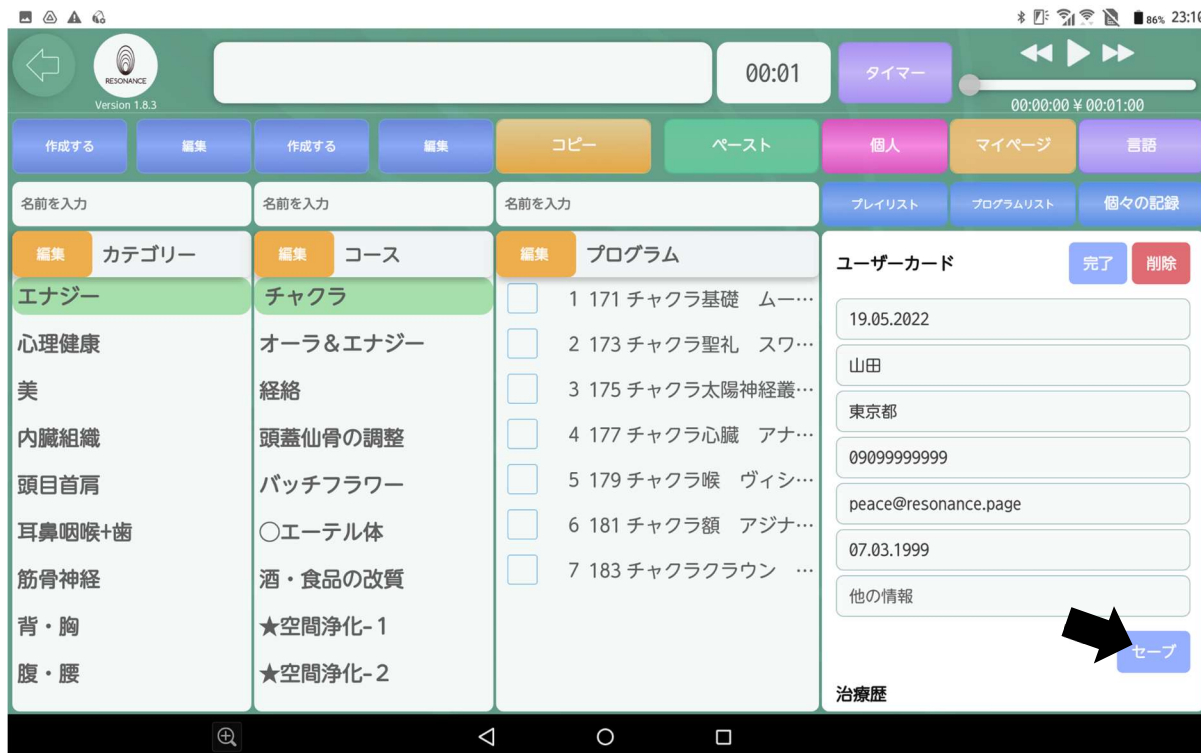 86% 23:10
RESONANCE
Version 1.8.3
00:01
タイマー
00:00:00 ¥ 00:01:00
作成する 編集 作成する 編集 コピー ペースト 個人 マイページ 言語
名前を入力 名前を入力 名前を入力 プレイリスト プログラムリスト 個々の記録
編集 カテゴリー 編集 コース 編集 プログラム
エナジー
心理健康
美
内臓組織
頭目首肩
耳鼻咽喉+歯
筋骨神経
背・胸
腹・腰
チャクラ
オーラ&エナジー
経絡
頭蓋仙骨の調整
バッチフラワー
○エーテル体
酒・食品の改質
★空間浄化-1
★空間浄化-2
1 171 チャクラ基礎 ムー…
2 173 チャクラ聖礼 スワ…
3 175 チャクラ太陽神経叢…
4 177 チャクラ心臓 アナ…
5 179 チャクラ喉 ヴィシ…
6 181 チャクラ額 アジナ…
7 183 チャクラクラウン …
ユーザーカード 完了 削除
19.05.2022
山田
東京都
09099999999
peace@resonance.page
07.03.1999
他の情報
セーブ
治療歴